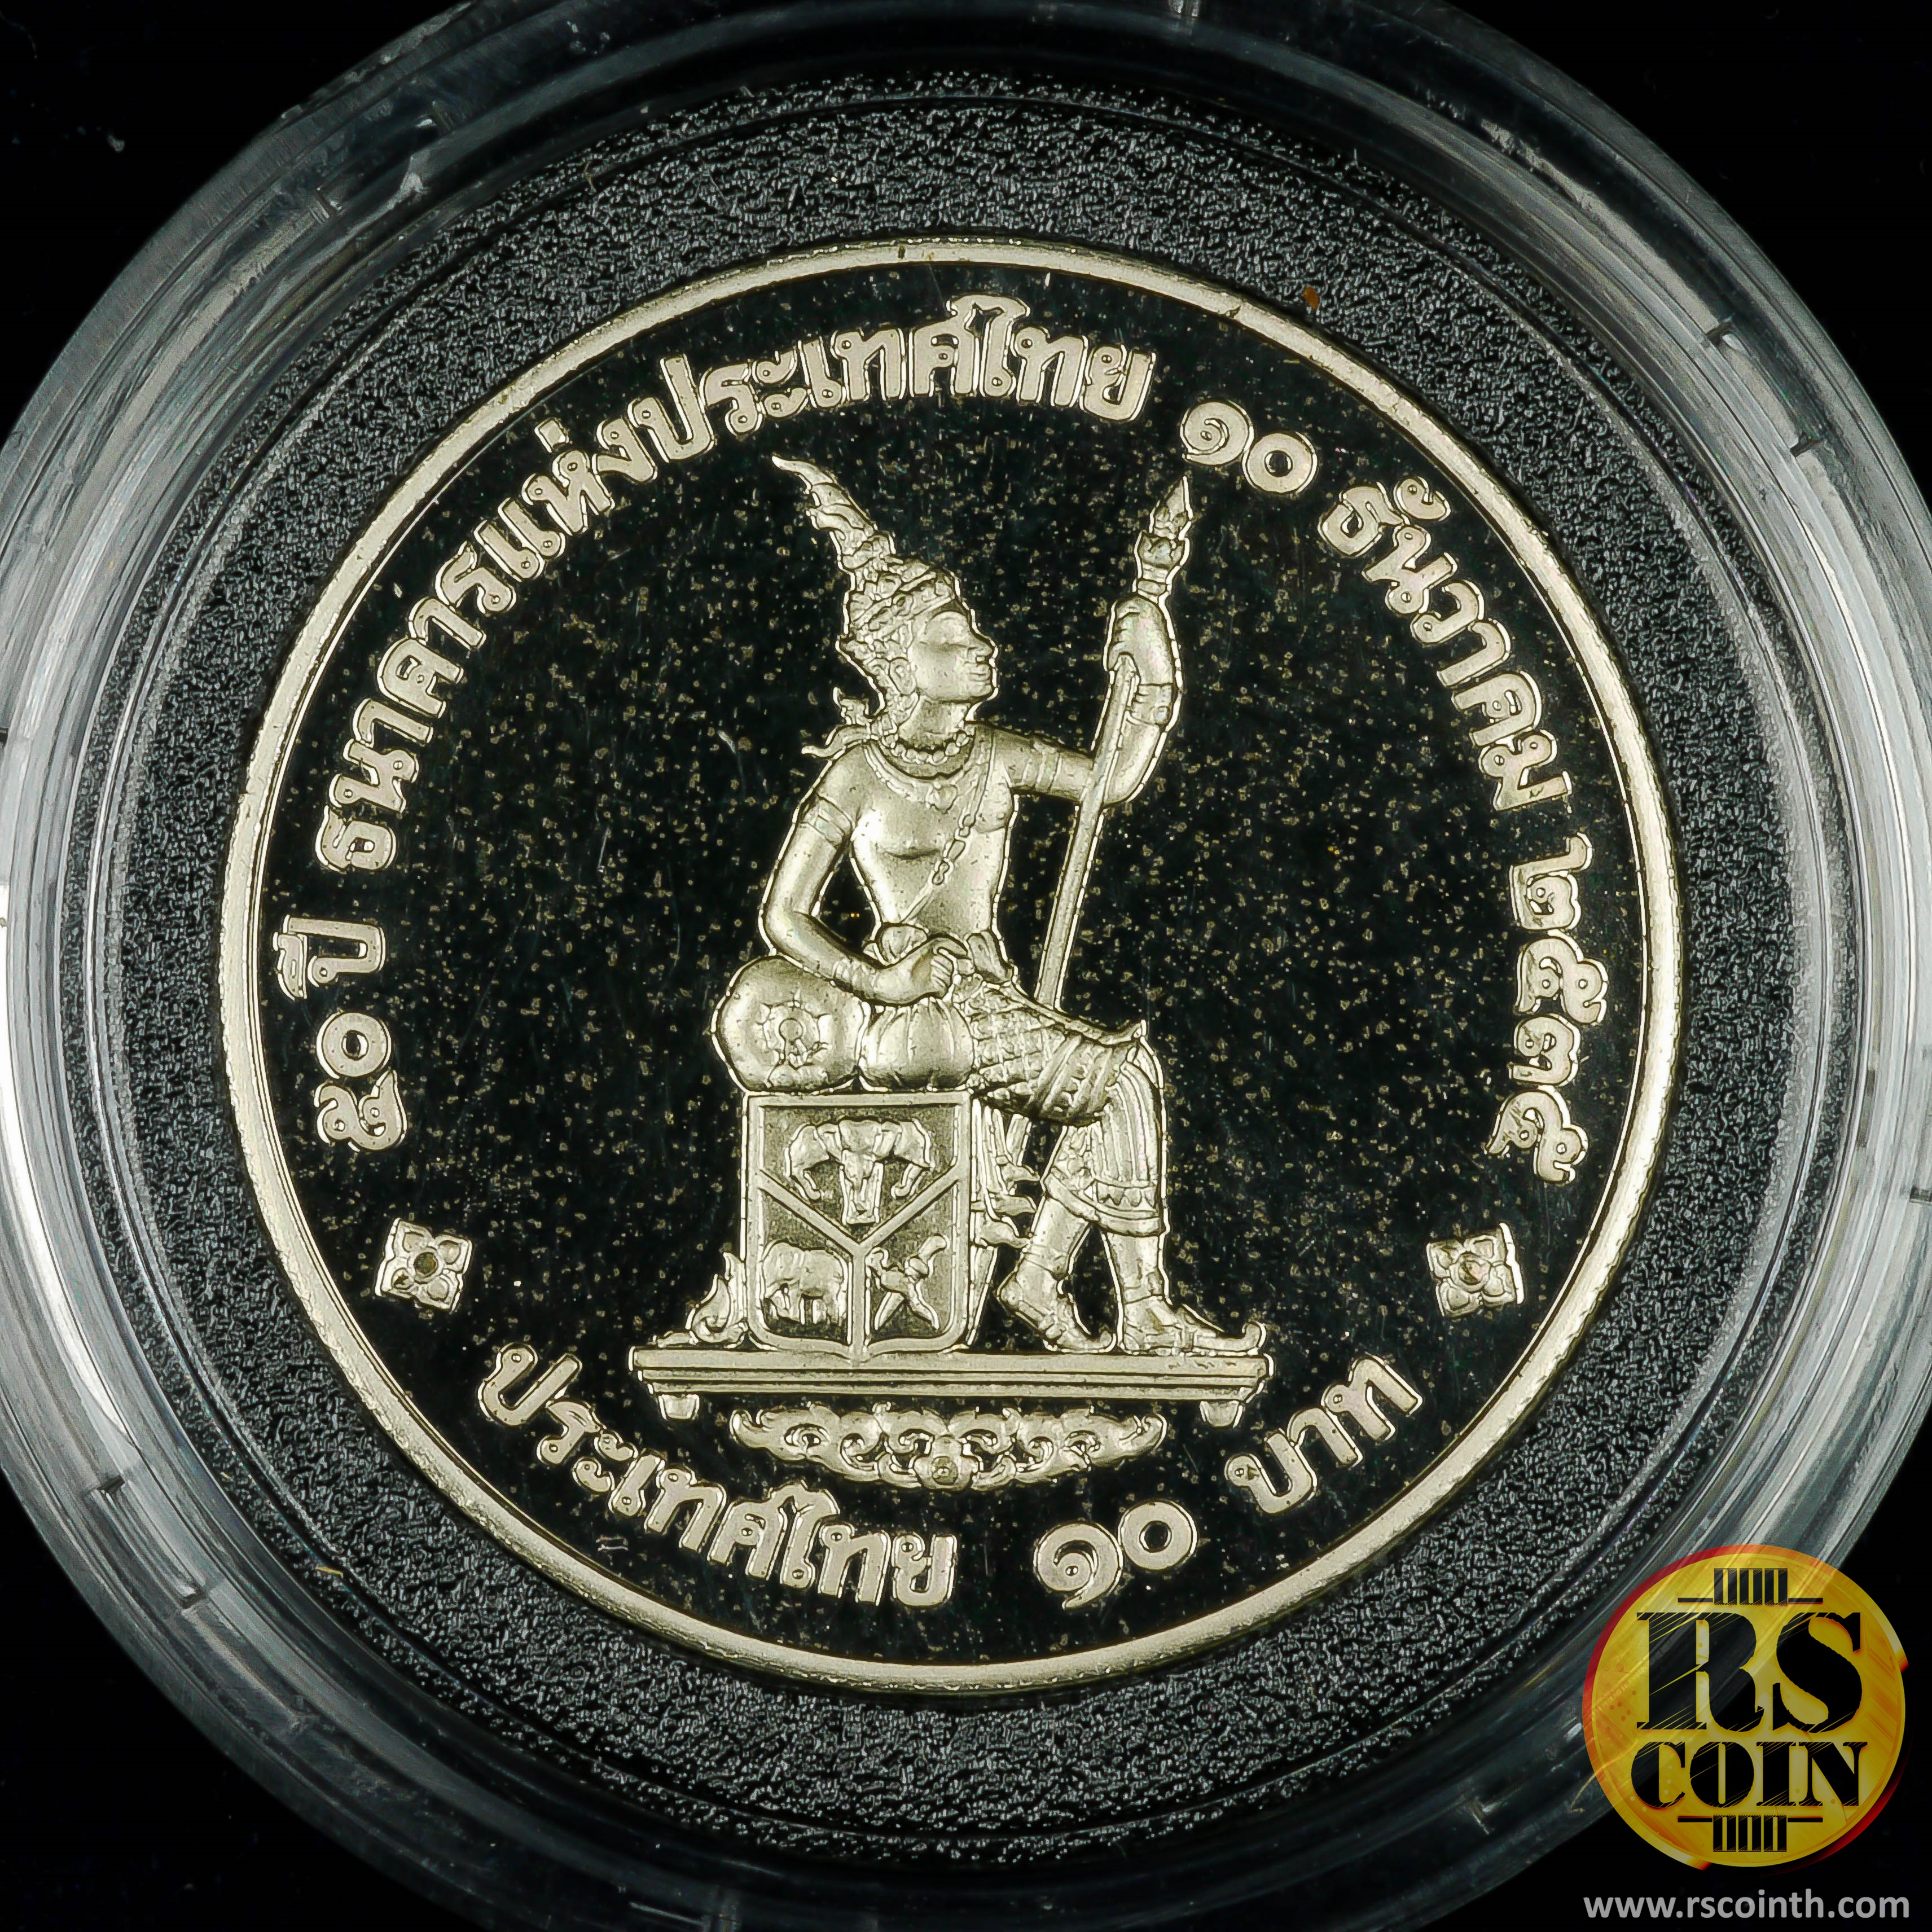 ๕๐ ปี ธนาคารแห่งประเทศไทย ๑๐ ธันวาคม ๒๕๓๕
ประเทศไทย ๑๐ บาท
RS
COIN
www.rscointh.com